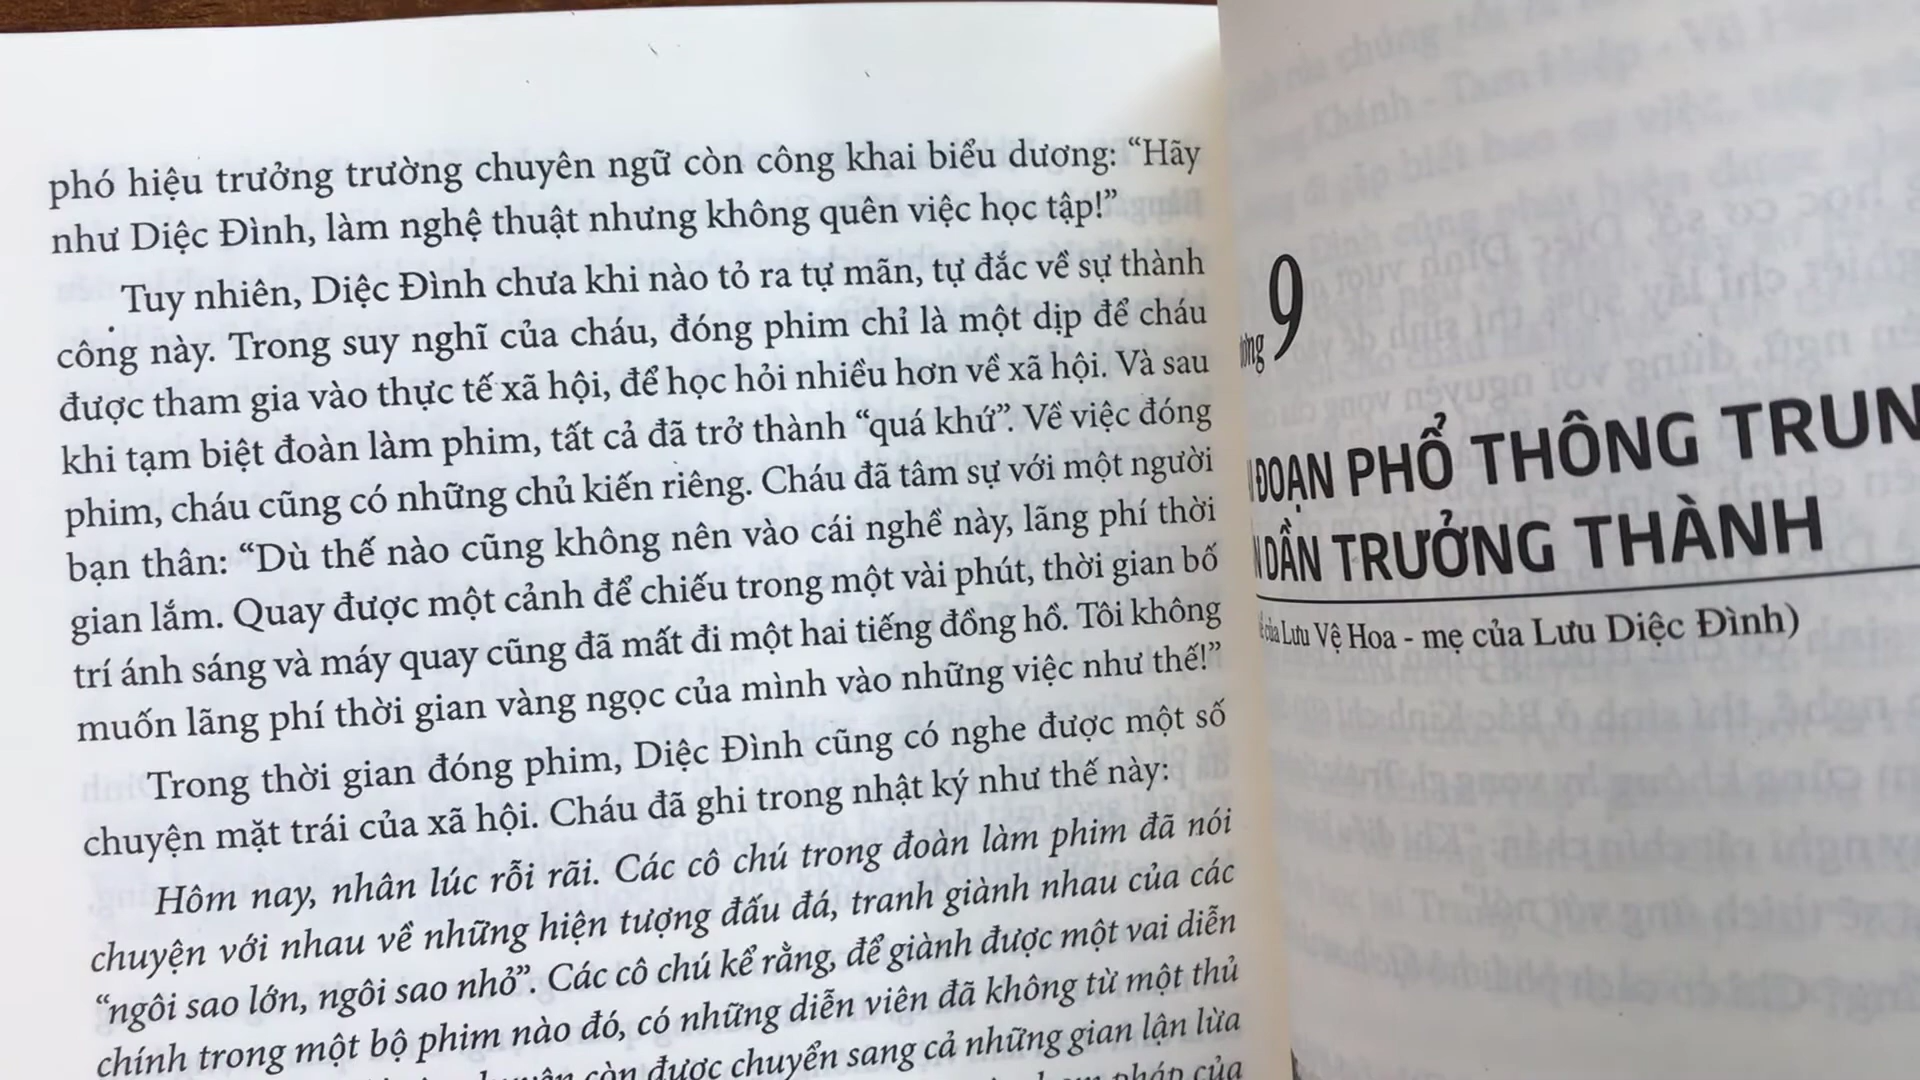 phó hiệu trưởng trường chuyên ngữ còn công khai biểu dương: “Hãy
như Diệc Đình, làm nghệ thuật nhưng không quên việc học tập!”
Tuy nhiên, Diệc Đình chưa khi nào tỏ ra tự mãn, tự đắc về sự thành
công này. Trong suy nghĩ của cháu, đóng phim chỉ là một dịp để cháu
được tham gia vào thực tế xã hội, để học hỏi nhiều hơn về xã hội. Và sau
khi tạm biệt đoàn làm phim, tất cả đã trở thành “quá khứ”. Về việc đóng
phim, cháu cũng có những chủ kiến riêng. Cháu đã tâm sự với một người
bạn thân: “Dù thế nào cũng không nên vào cái nghề này, lãng phí thời
gian lắm. Quay được một cảnh để chiếu trong một vài phút, thời gian bố
trí ánh sáng và máy quay cũng đã mất đi một hai tiếng đồng hồ. Tôi không
muốn lãng phí thời gian vàng ngọc của mình vào những việc như thế!”
Trong thời gian đóng phim, Diệc Đình cũng có nghe được một số
chuyện mặt trái của xã hội. Cháu đã ghi trong nhật ký như thế này:
Hôm nay, nhân lúc rỗi rãi. Các cô chú trong đoàn làm phim đã nói
chuyện với nhau về những hiện tượng đấu đá, tranh giành nhau của các
“ngôi sao lớn, ngôi sao nhỏ”. Các cô chú kể rằng, để giành được một vai diễn
chính trong một bộ phim nào đó, có những diễn viên đã không từ một thủ
còn được chuyển sang cả những gian lận lừa
pháp của
9
ĐOẠN PHỔ THÔNG TRUN
DẦN TRƯỞNG THÀNH
của Lưu Vệ Hoa - mẹ của Lưu Diệc Đình)